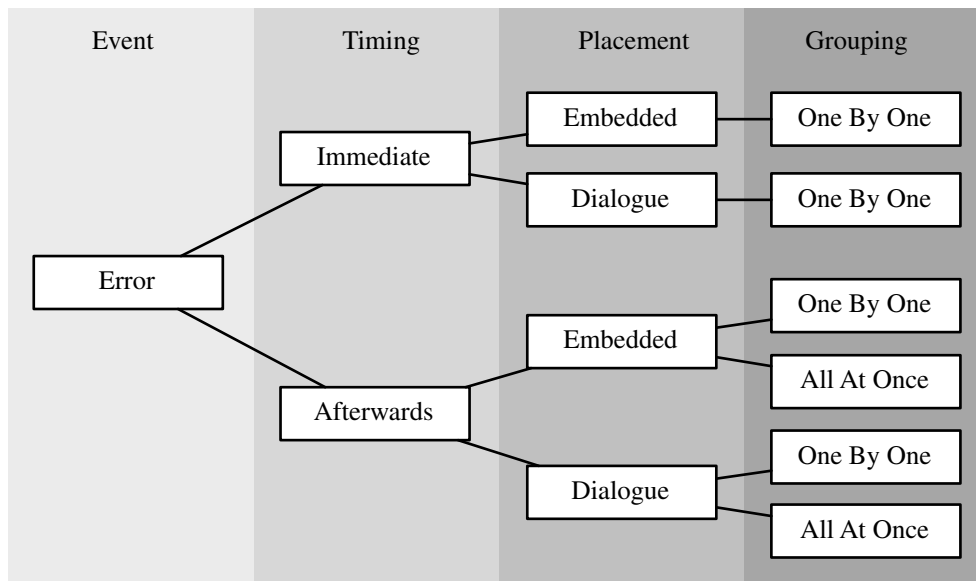 Event
Timing
Placement
Grouping
Embedded
One By One
Immediate
Dialogue
One By One
Error
One By One
Embedded
All At Once
Afterwards
One By One
Dialogue
All At Once